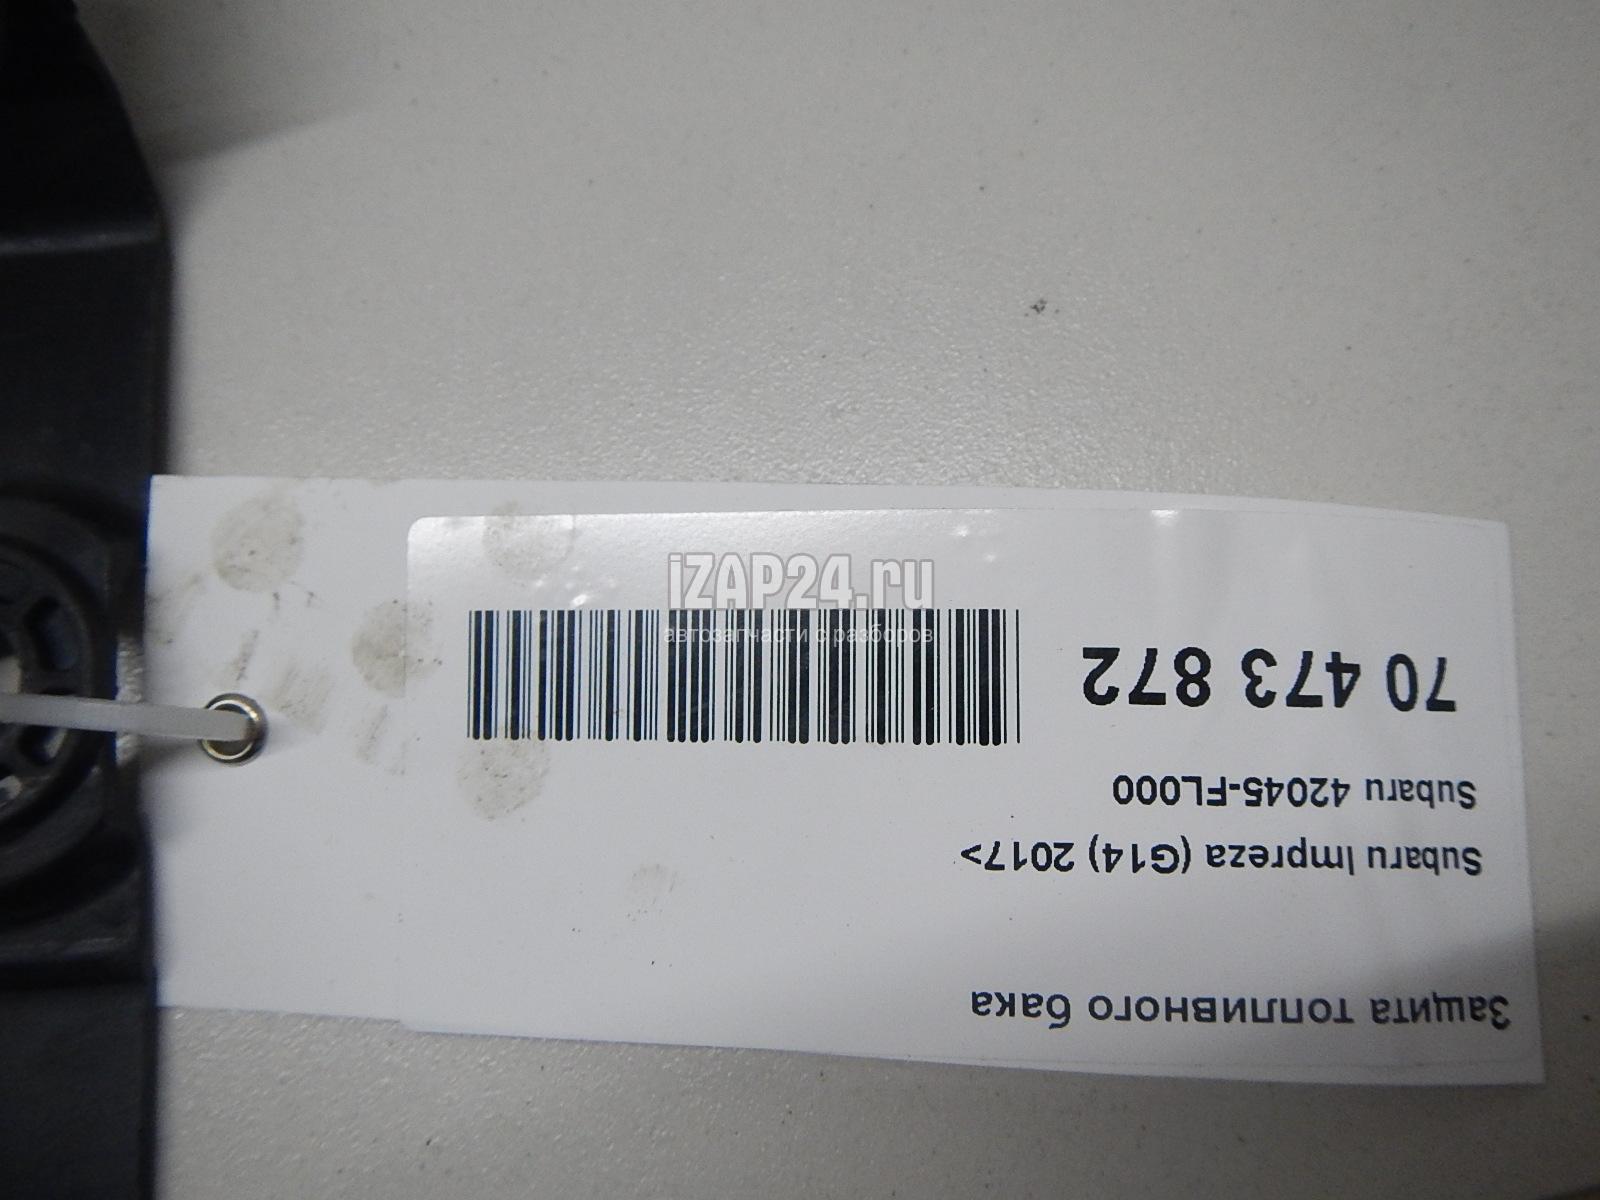 Защита топливного бака
Subaru Impreza (G14) 2017>
Subaru 42045-FL000
70 473 872
iZAP24.ru
автозапчасти с разборов